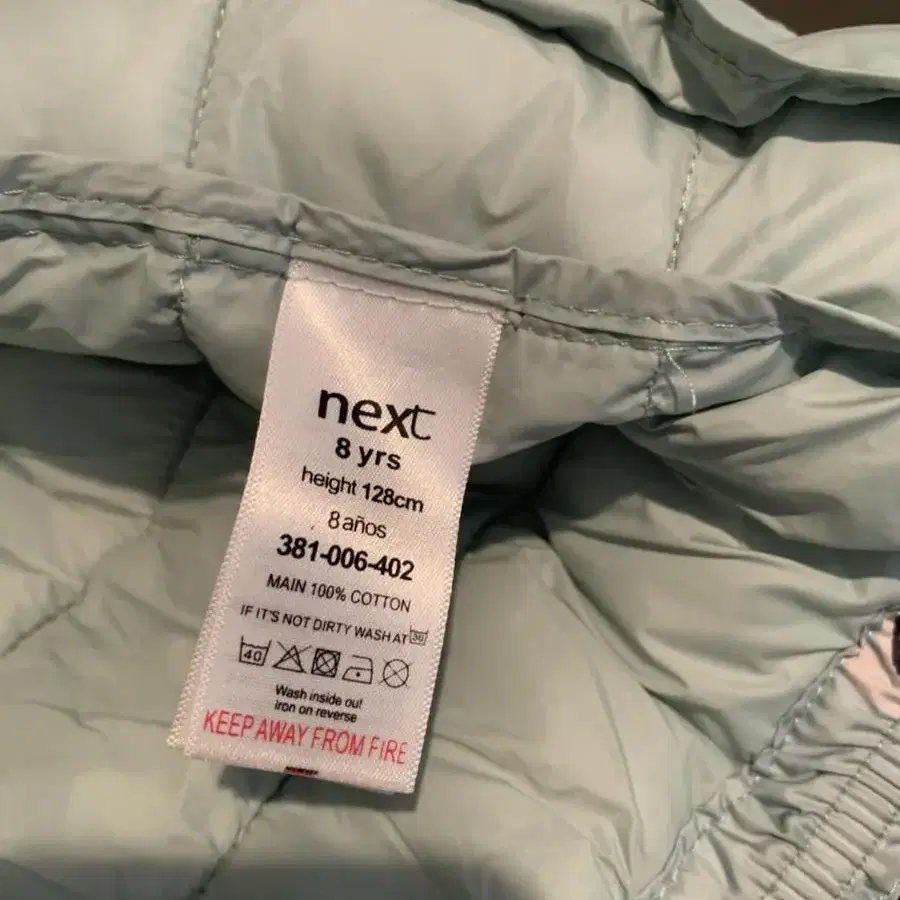 next
8 yrs
height 128cm
8 años
381-006-402
MAIN 100% COTTON
IF IT'S NOT DIRTY WASH AT 30
40
Wash inside out
iron on reverse
KEEP AWAY FROM FIRE